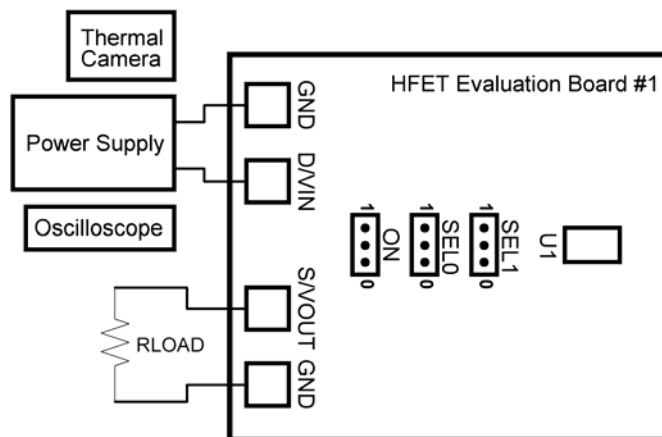 Thermal
Camera
HFET Evaluation Board #1
GND
Power Supply
D/VIN
Oscilloscope
1
ON
0
1
SEL0
0
1
SEL1
0
U1
S/VOUT
RLOAD
GND